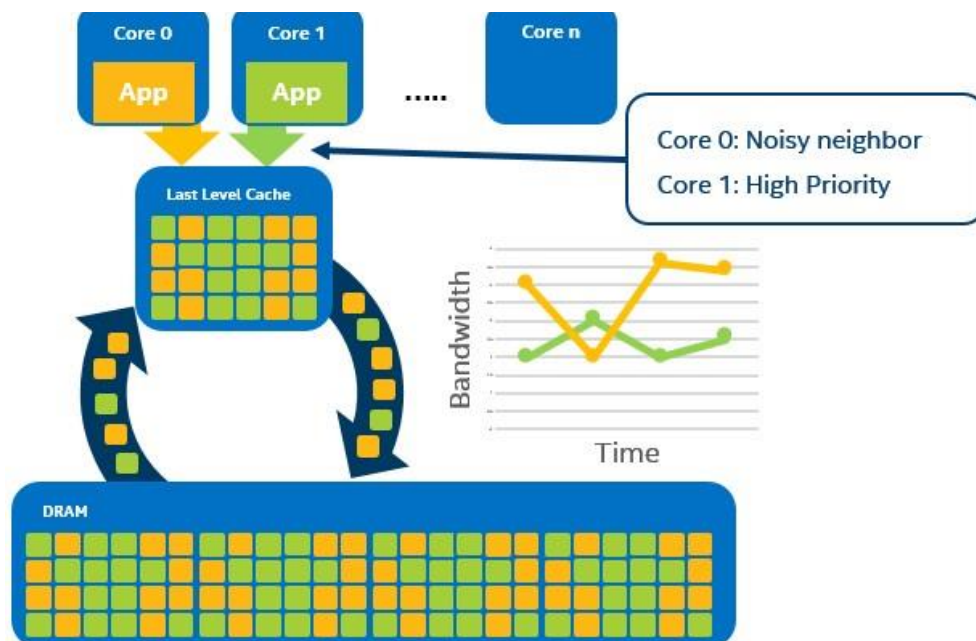 Core 0
Core 1
Core n
App
App
.....
Core 0: Noisy neighbor
Core 1: High Priority
Last Level Cache
Bandwidth
Time
DRAM